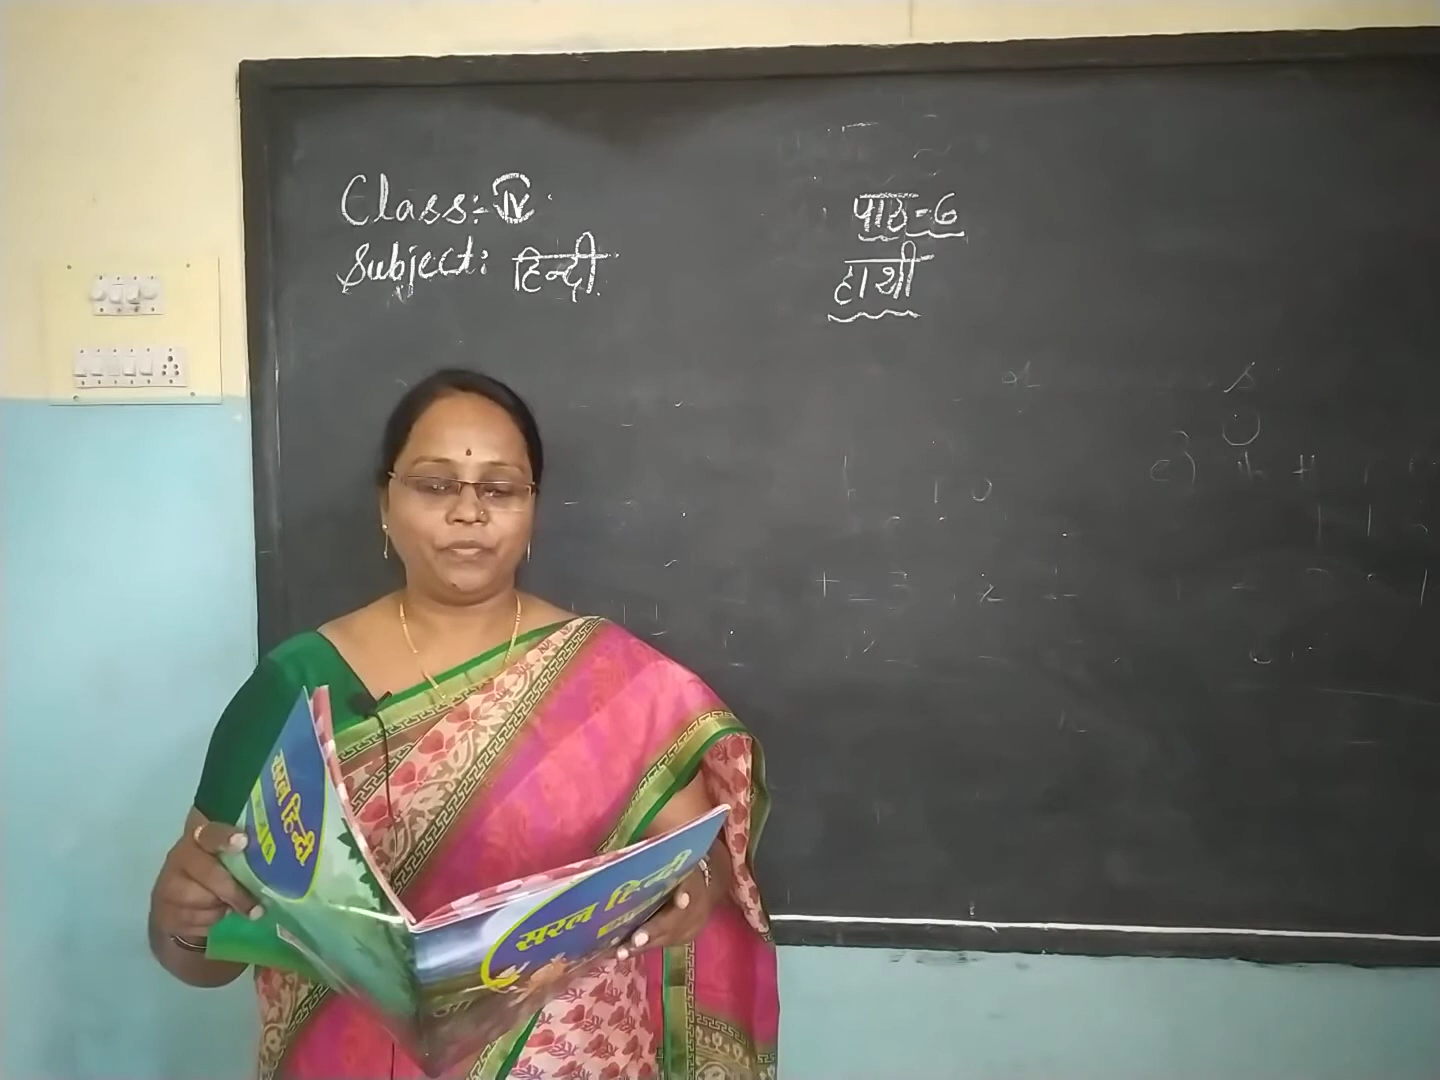 Class:- IV
Subject: हिन्दी
पाठ-6
हाथी
सरल हिन्दी
सरल हिन्दी